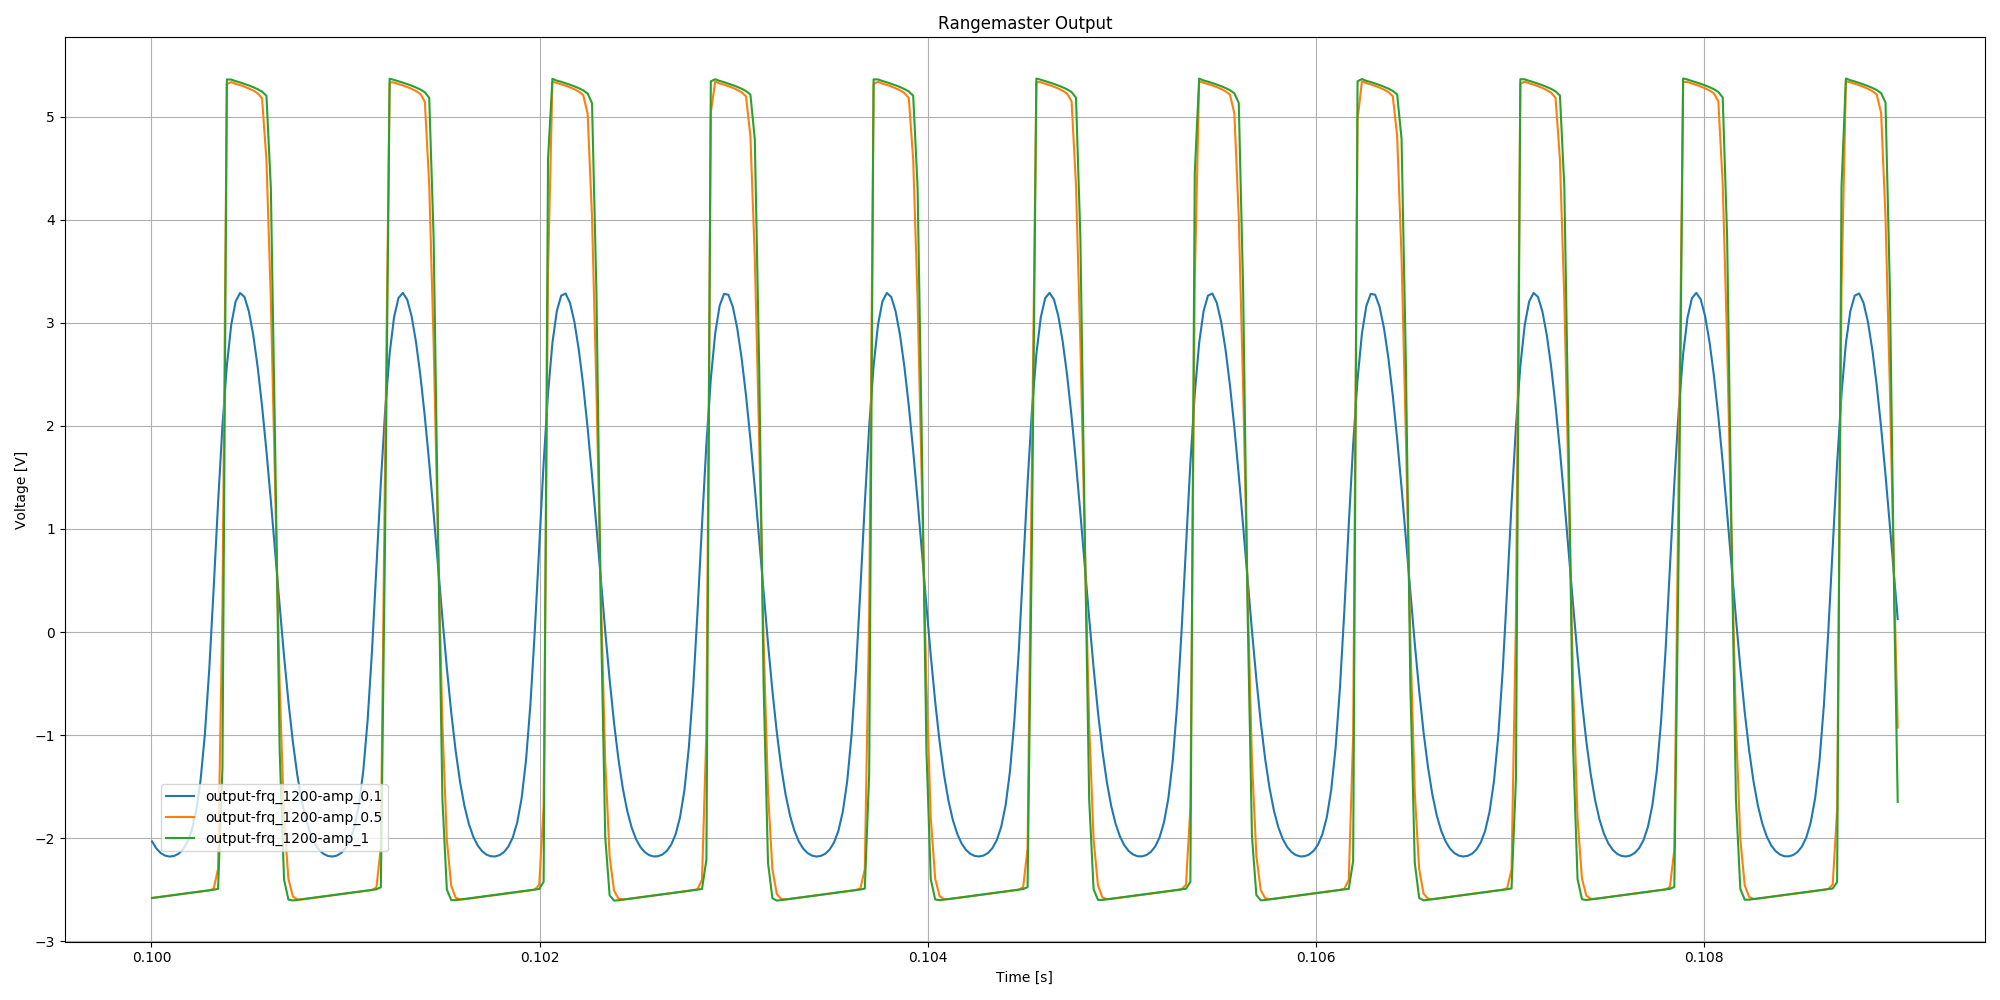 Rangemaster Output
Voltage [V]
5
4
3
2
1
0
−1
−2
−3
output-frq_1200-amp_0.1
output-frq_1200-amp_0.5
output-frq_1200-amp_1
0.100
0.102
0.104
0.106
0.108
Time [s]